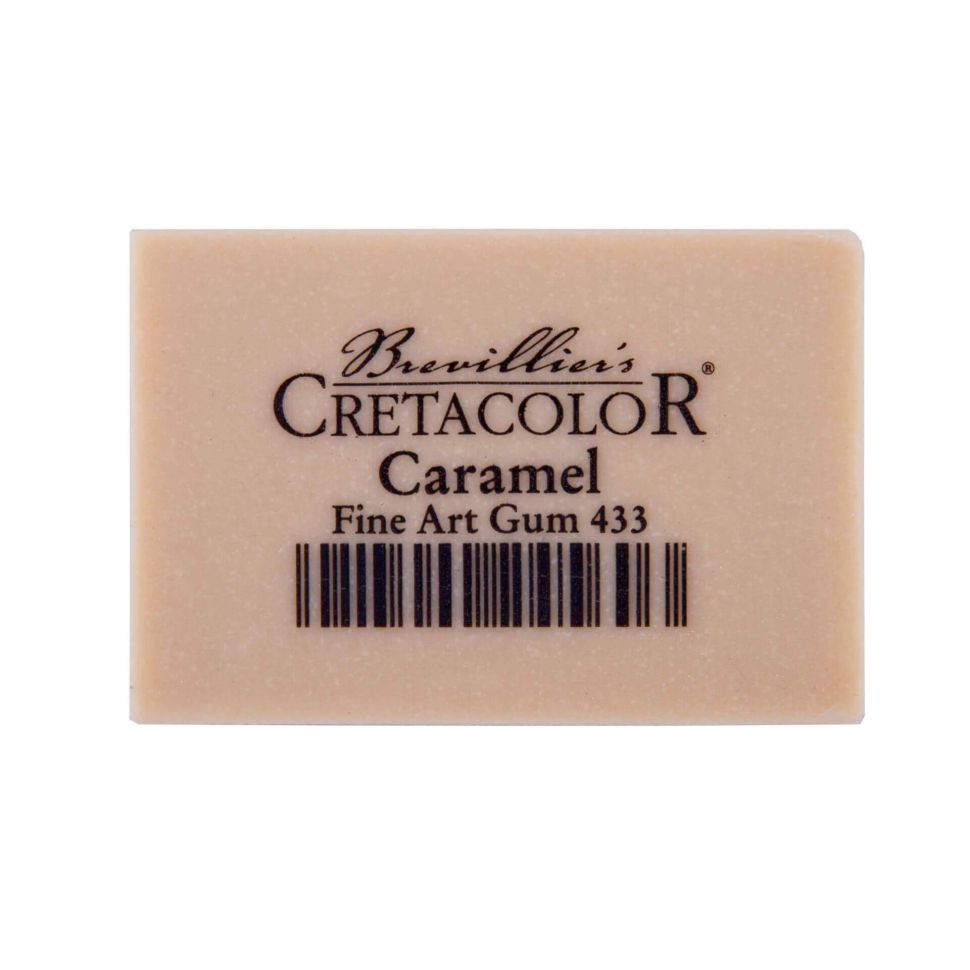 Brevillier's
CRETACOLOR®
Caramel
Fine Art Gum 433